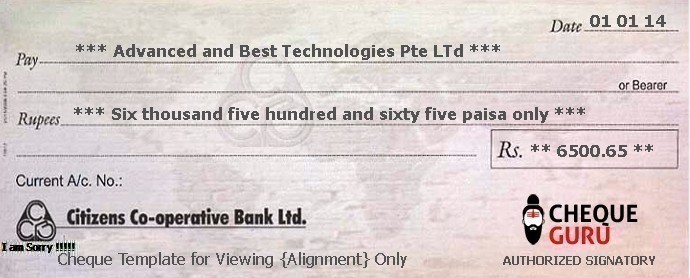 Date 01 01 14
Pay *** Advanced and Best Technologies Pte LTd ***
or Bearer
Rupees *** Six thousand five hundred and sixty five paisa only ***
Rs. ** 6500.65 **
Current A/c. No.:
Citizens Co-operative Bank Ltd.
CHEQUE
GURU
I am Sorry !!!!!
Cheque Template for Viewing {Alignment} Only
AUTHORIZED SIGNATORY